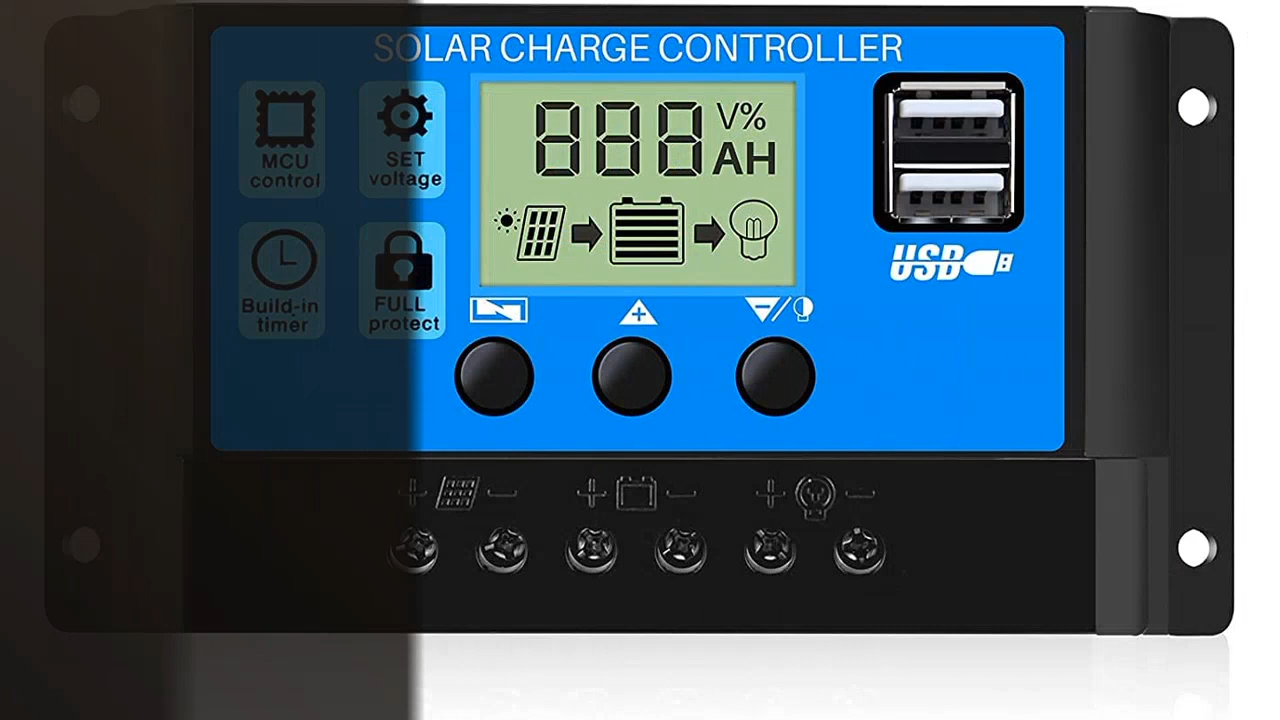 SOLAR CHARGE CONTROLLER
MCU
control
SET
voltage
Build-in
timer
FULL
protect
888
V%
AH
USB
+ −
+ −
+ −